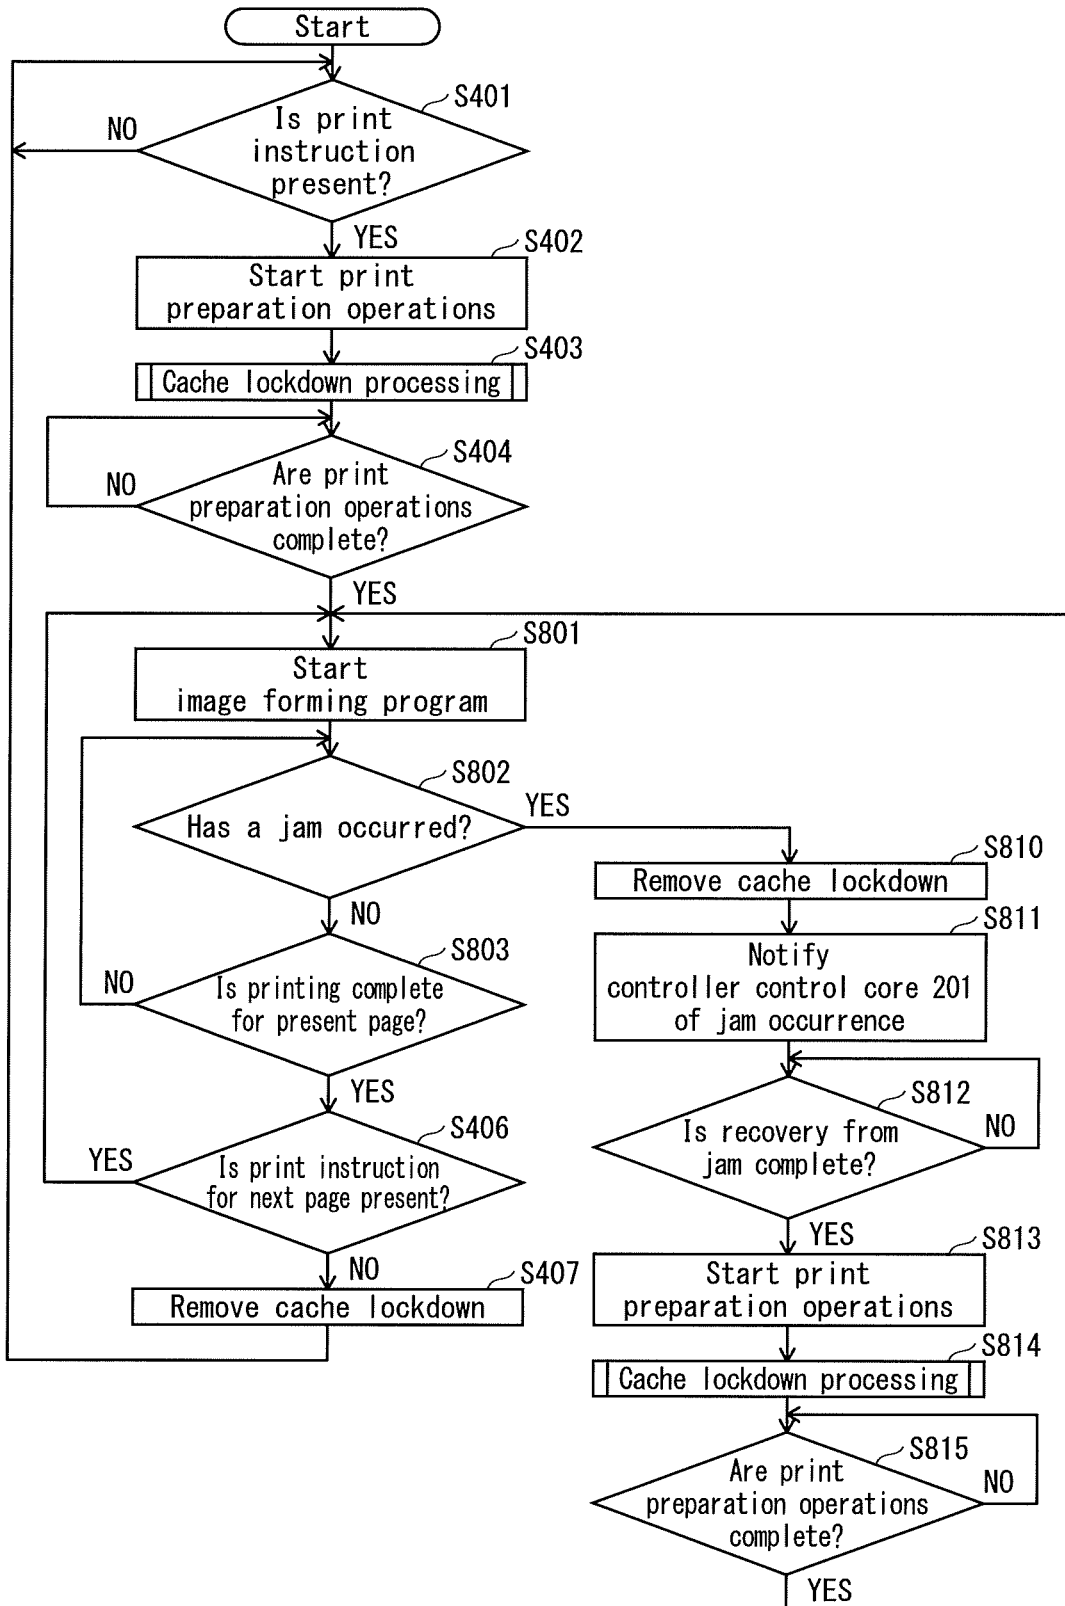 Start
S401
NO
Is print
instruction
present?
YES
S402
Start print
preparation operations
S403
Cache lockdown processing
S404
NO
Are print
preparation operations
complete?
YES
S801
Start
image forming program
S802
YES
Has a jam occurred?
NO
S803
NO
Is printing complete
for present page?
YES
S406
YES
Is print instruction
for next page present?
NO
S407
Remove cache lockdown
S810
Remove cache lockdown
S811
Notify
controller control core 201
of jam occurrence
S812
NO
Is recovery from
jam complete?
YES
S813
Start print
preparation operations
S814
Cache lockdown processing
S815
NO
Are print
preparation operations
complete?
YES